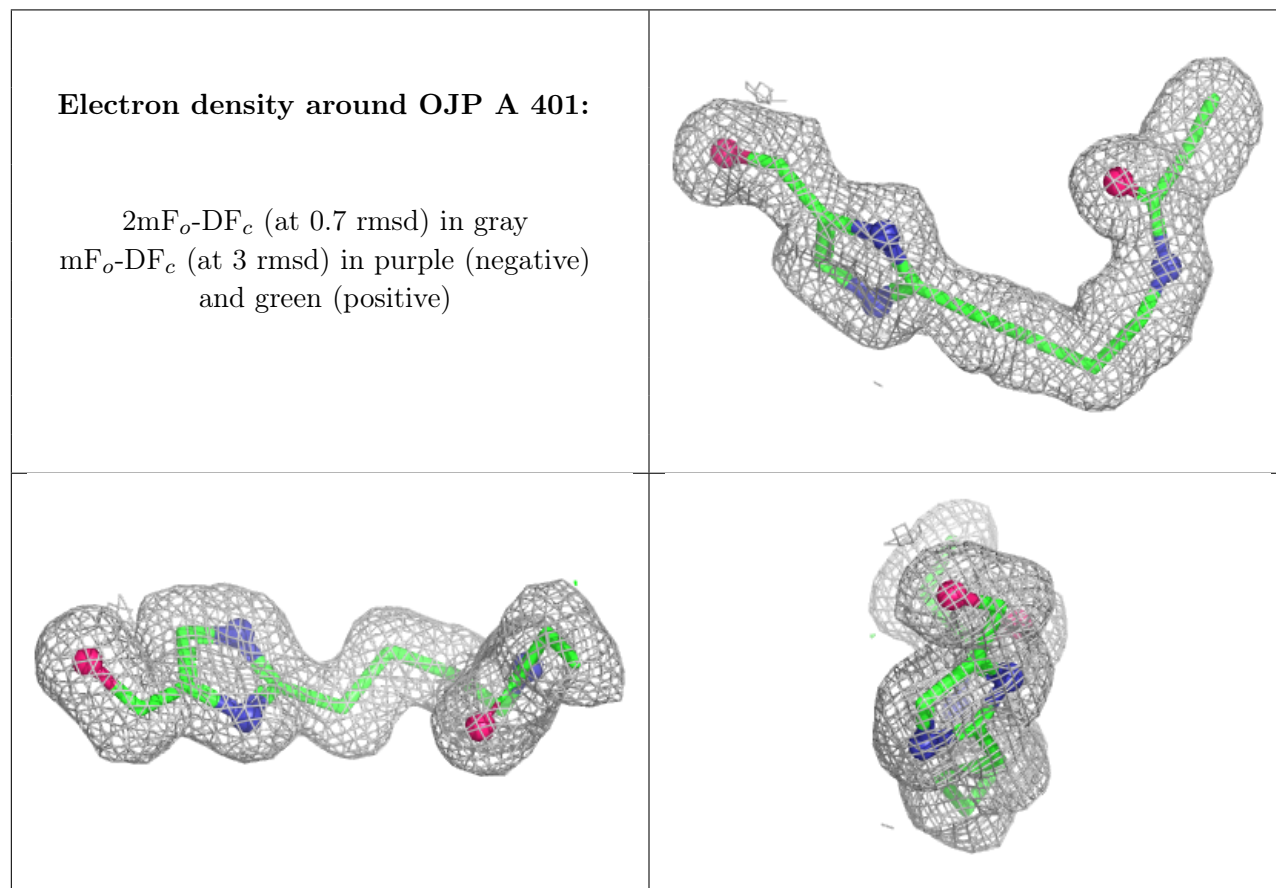 Electron density around OJP A 401:
2mFₒ-DF𝑐 (at 0.7 rmsd) in gray
mFₒ-DF𝑐 (at 3 rmsd) in purple (negative)
and green (positive)